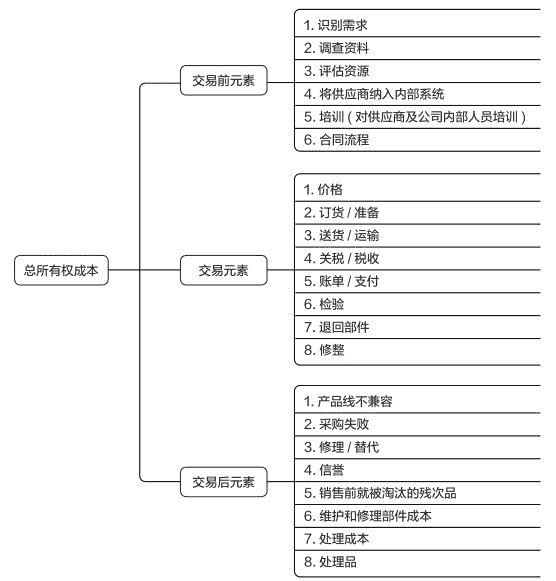 交易前元素
1. 识别需求
2. 调查资料
3. 评估资源
4. 将供应商纳入内部系统
5. 培训 ( 对供应商及公司内部人员培训 )
6. 合同流程
总所有权成本
交易元素
1. 价格
2. 订货 / 准备
3. 送货 / 运输
4. 关税 / 税收
5. 账单 / 支付
6. 检验
7. 退回部件
8. 修整
交易后元素
1. 产品线不兼容
2. 采购失败
3. 修理 / 替代
4. 信誉
5. 销售前就被淘汰的残次品
6. 维护和修理部件成本
7. 处理成本
8. 处理品